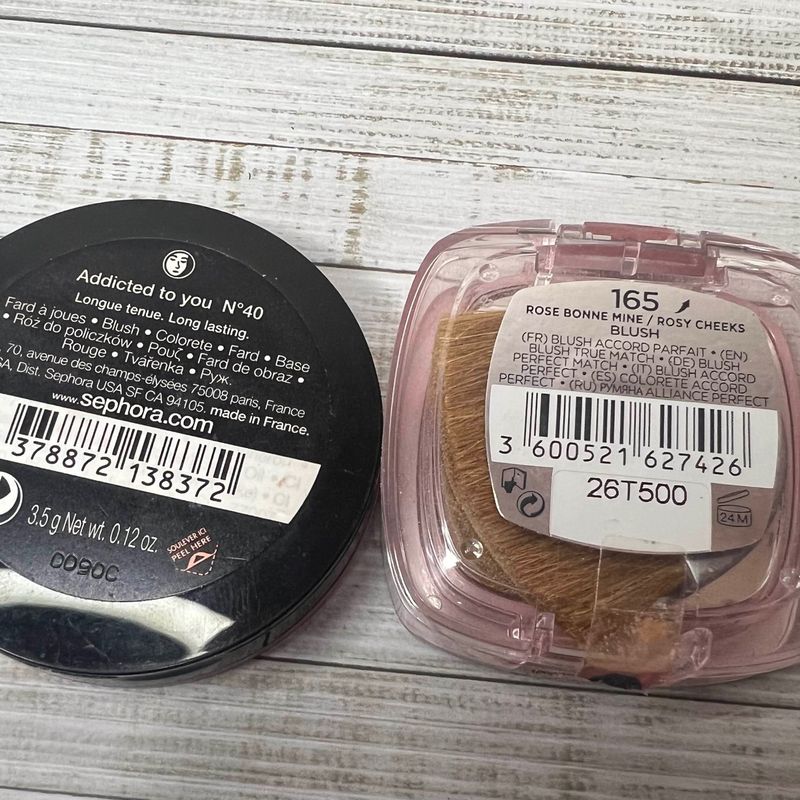 Addicted to you N°40
Longue tenue. Long lasting.
Fard à joues • Blush • Colorete • Fard • Base
• Róż do policzków • Pouς • Fard de obraz •
Rouge • Tvářenka • Руж.
70, avenue des champs-élysées 75008 paris, France
SA, Dist. Sephora USA SF CA 94105. made in France.
www.sephora.com
378872 138372
3.5 g Net wt. 0.12 oz.
SOULEVER ICI
PEEL HERE
165
ROSE BONNE MINE / ROSY CHEEKS
BLUSH
(FR) BLUSH ACCORD PARFAIT • (EN)
BLUSH TRUE MATCH • (DE) BLUSH
PERFECT MATCH • (IT) BLUSH ACCORD
PERFECT • (ES) COLORETE ACCORD
PERFECT • (RU) РУМЯНА ALLIANCE PERFECT
3 600521 627426
26T500
24 M